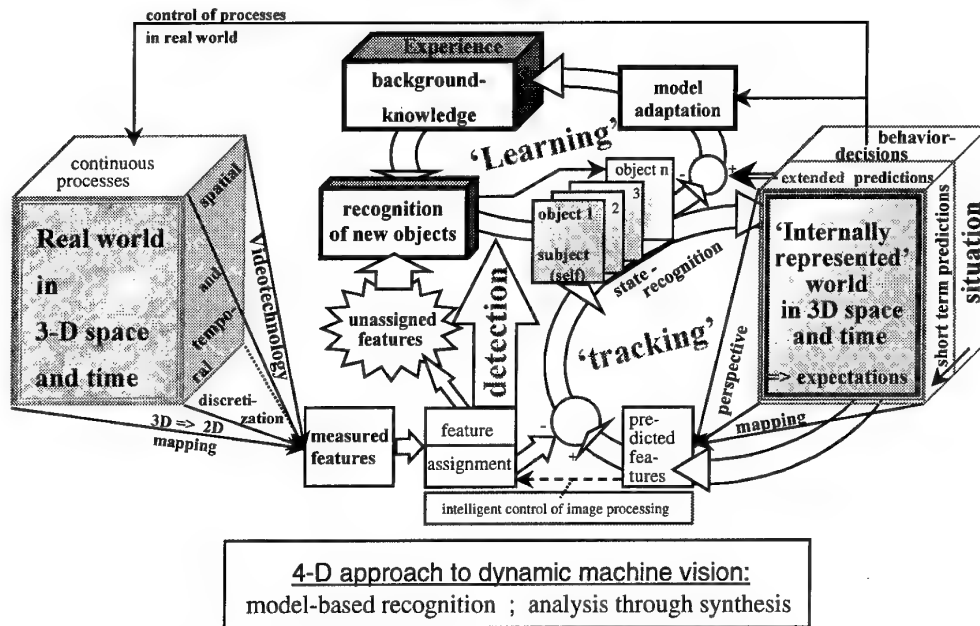 control of processes
in real world
Experience
background-
knowledge
model
adaptation
'Learning'
continuous
processes
spatial
and
tempo-
ral
Videotechnology
Real world
in
3-D space
and time
3D => 2D
mapping
discreti-
zation
recognition
of new objects
unassigned
features
detection
measured
features
feature
assignment
object n
3
2
object 1
subject
(self)
-
+
state-
recognition
'tracking'
-
+
pre-
dicted
fea-
tures
intelligent control of image processing
perspective
mapping
behavior-
decisions
extended predictions
'Internally
represented'
world
in 3D space
and time
=> expectations
short term predictions
situation
4-D approach to dynamic machine vision:
model-based recognition ; analysis through synthesis